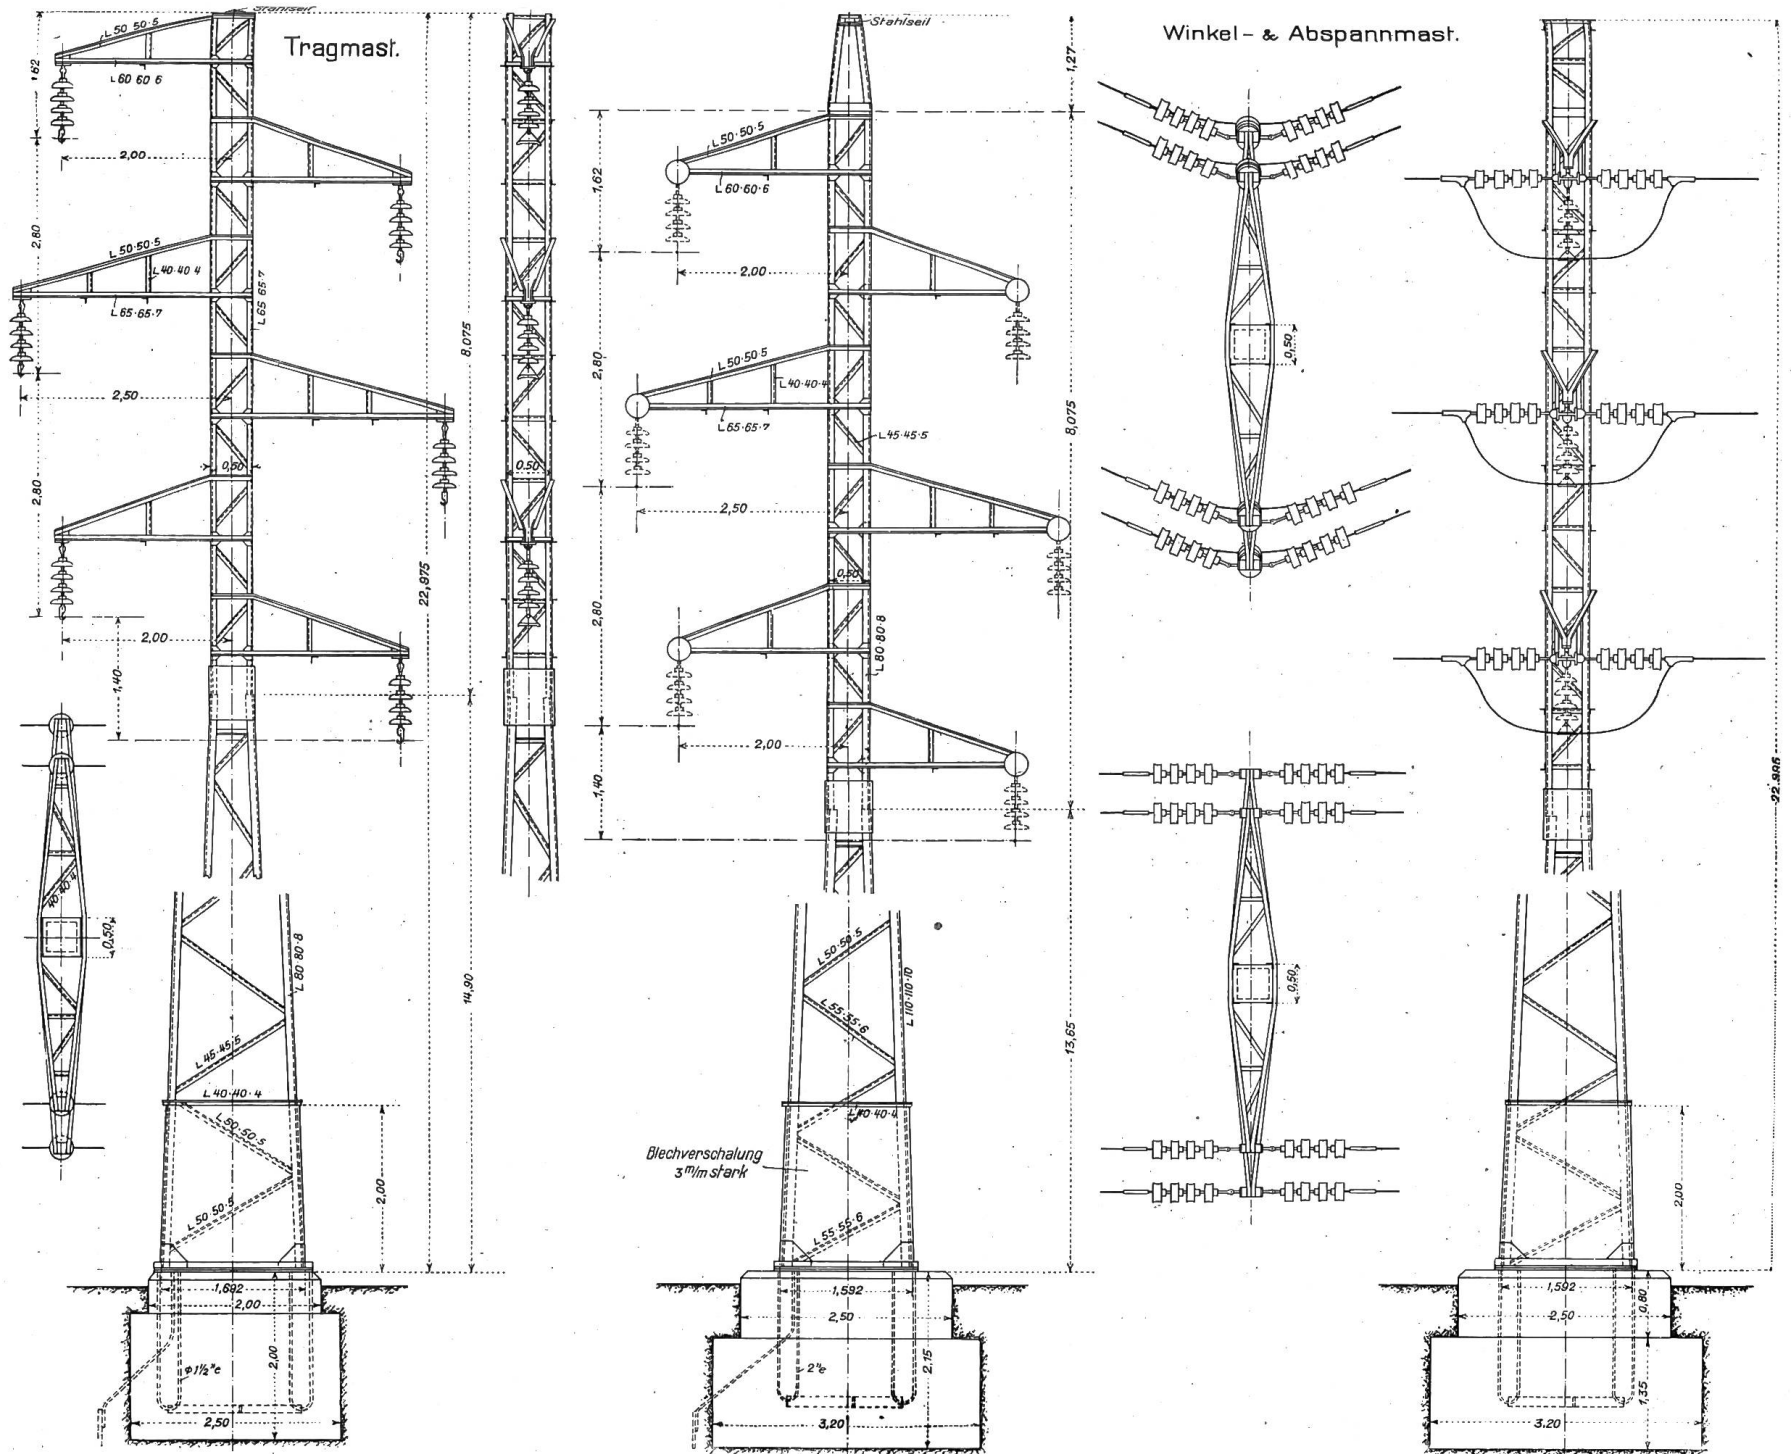 Stahlseil
Tragmast.
Stahlseil
Winkel- & Abspannmast.
L 50·50·5
L 60 60 6
1,62
2,00
2,80
L 50·50·5
L 40·40 4
L 65·65·7
L 65 65 7
2,50
0,50
2,80
2,00
1,40
22,975
8,075
14,90
0,50
40·40·4
0,50
L 80·80·8
L 45·45·5
L 40·40·4
L 50·50·5
L 50·50·5
2,00
1,692
2,00
2,00
φ 1½"e
2,50
1,27
L 50·50·5
L 60·60·6
1,62
2,00
2,80
L 50·50·5
L 40·40·4
L 65·65·7
L 45·45·5
2,50
8,075
0,50
2,80
L 80·80·8
2,00
1,40
L 50·50·5
L 55·55·6
L 110·110·10
13,65
L 40·40·4
Blechverschalung
3 m/m stark
L 55·55·6
1,592
2,50
2"e
2,15
3,20
0,50
0,50
2,00
1,592
2,50
0,80
1,35
3,20